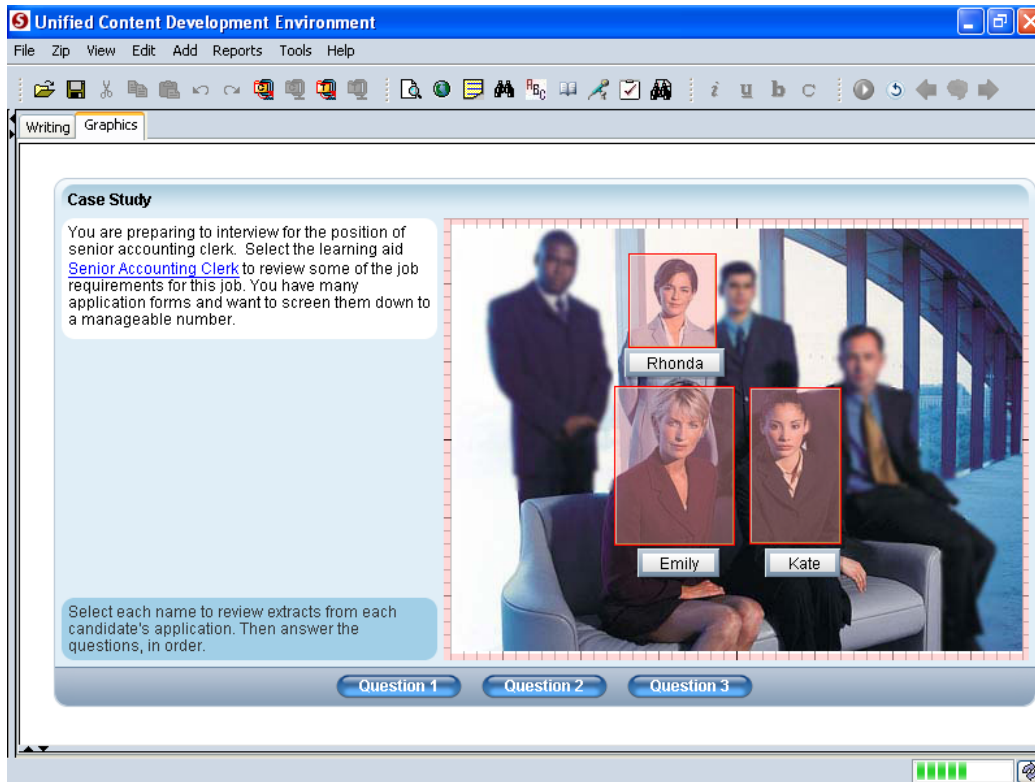 Unified Content Development Environment
File Zip View Edit Add Reports Tools Help
ABC i u b c
Writing Graphics
Case Study
You are preparing to interview for the position of
senior accounting clerk. Select the learning aid
Senior Accounting Clerk to review some of the job
requirements for this job. You have many
application forms and want to screen them down to
a manageable number.
Rhonda
Emily Kate
Select each name to review extracts from each
candidate's application. Then answer the
questions, in order.
Question 1 Question 2 Question 3